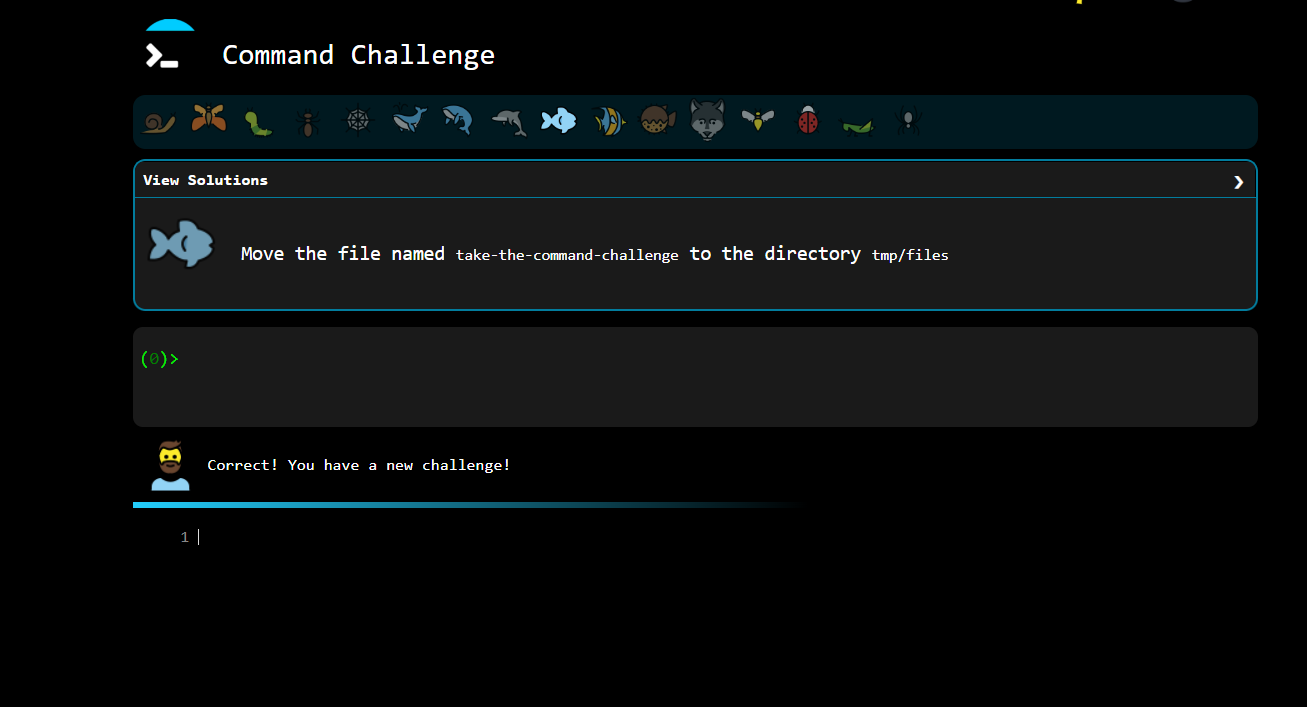 Command Challenge
View Solutions
Move the file named take-the-command-challenge to the directory tmp/files
(0)>
Correct! You have a new challenge!
1